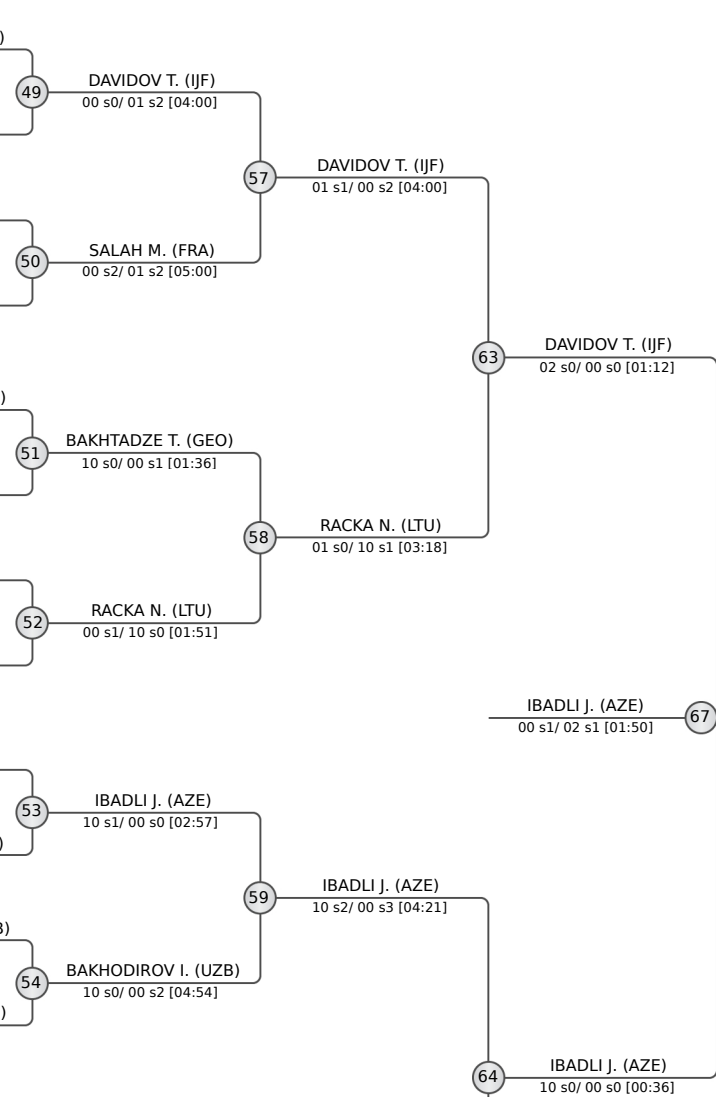 )
49
DAVIDOV T. (IJF)
00 s0/ 01 s2 [04:00]
57
DAVIDOV T. (IJF)
01 s1/ 00 s2 [04:00]
50
SALAH M. (FRA)
00 s2/ 01 s2 [05:00]
63
DAVIDOV T. (IJF)
02 s0/ 00 s0 [01:12]
)
51
BAKHTADZE T. (GEO)
10 s0/ 00 s1 [01:36]
58
RACKA N. (LTU)
01 s0/ 10 s1 [03:18]
52
RACKA N. (LTU)
00 s1/ 10 s0 [01:51]
IBADLI J. (AZE)
00 s1/ 02 s1 [01:50]
67
53
IBADLI J. (AZE)
10 s1/ 00 s0 [02:57]
)
59
IBADLI J. (AZE)
10 s2/ 00 s3 [04:21]
B)
54
BAKHODIROV I. (UZB)
10 s0/ 00 s2 [04:54]
)
64
IBADLI J. (AZE)
10 s0/ 00 s0 [00:36]